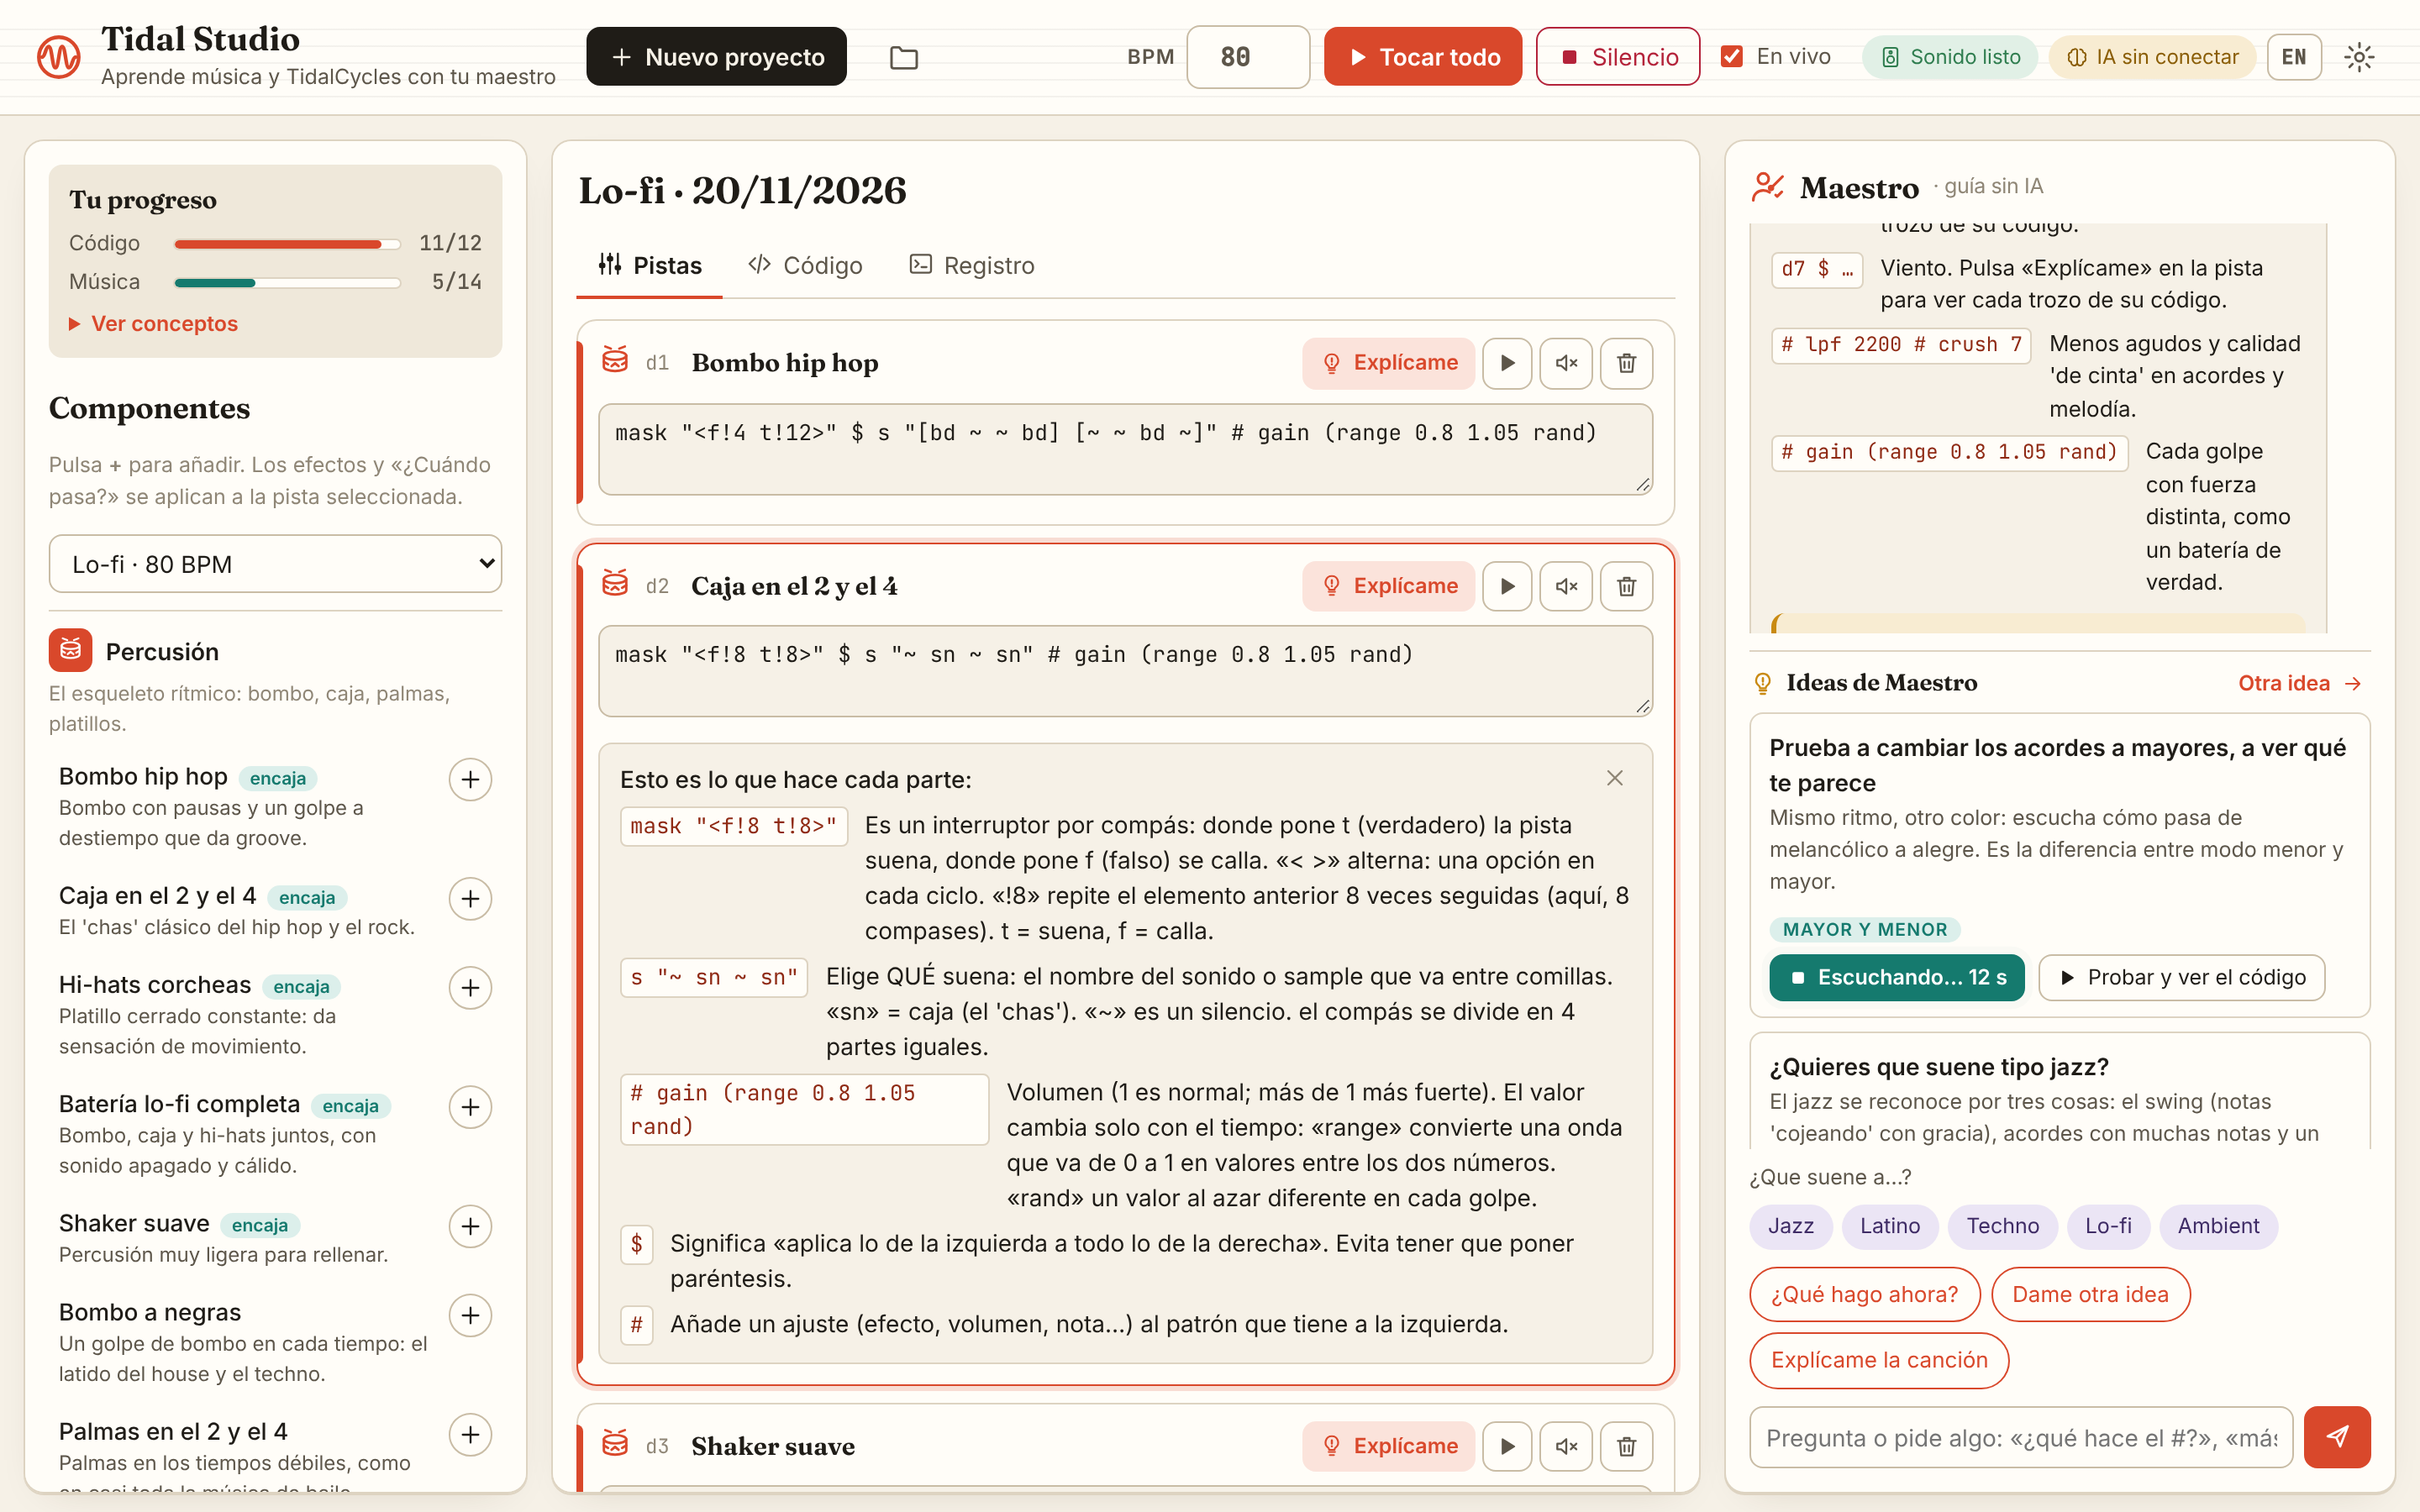 Tidal Studio
Aprende música y TidalCycles con tu maestro
Nuevo proyecto
BPM
80
Tocar todo
Silencio
En vivo
Sonido listo
IA sin conectar
EN
Tu progreso
Código
11/12
Música
5/14
Ver conceptos
Componentes
Pulsa + para añadir. Los efectos y «¿Cuándo
pasa?» se aplican a la pista seleccionada.
Lo-fi · 80 BPM
Percusión
El esqueleto rítmico: bombo, caja, palmas,
platillos.
Bombo hip hop encaja
Bombo con pausas y un golpe a
destiempo que da groove.
Caja en el 2 y el 4 encaja
El 'chas' clásico del hip hop y el rock.
Hi-hats corcheas encaja
Platillo cerrado constante: da
sensación de movimiento.
Batería lo-fi completa encaja
Bombo, caja y hi-hats juntos, con
sonido apagado y cálido.
Shaker suave encaja
Percusión muy ligera para rellenar.
Bombo a negras
Un golpe de bombo en cada tiempo: el
latido del house y el techno.
Palmas en el 2 y el 4
Palmas en los tiempos débiles, como
en casi toda la música de baile.
Lo-fi · 20/11/2026
Pistas
Código
Registro
d1 Bombo hip hop
Explícame
mask "<f!4 t!12>" $ s "[bd ~ ~ bd] [~ ~ bd ~]" # gain (range 0.8 1.05 rand)
d2 Caja en el 2 y el 4
Explícame
mask "<f!8 t!8>" $ s "~ sn ~ sn" # gain (range 0.8 1.05 rand)
Esto es lo que hace cada parte:
mask "<f!8 t!8>"
Es un interruptor por compás: donde pone t (verdadero) la pista
suena, donde pone f (falso) se calla. «< >» alterna: una opción en
cada ciclo. «!8» repite el elemento anterior 8 veces seguidas (aquí, 8
compases). t = suena, f = calla.
s "~ sn ~ sn"
Elige QUÉ suena: el nombre del sonido o sample que va entre comillas.
«sn» = caja (el 'chas'). «~» es un silencio. el compás se divide en 4
partes iguales.
# gain (range 0.8 1.05
rand)
Volumen (1 es normal; más de 1 más fuerte). El valor
cambia solo con el tiempo: «range» convierte una onda
que va de 0 a 1 en valores entre los dos números.
«rand» un valor al azar diferente en cada golpe.
$
Significa «aplica lo de la izquierda a todo lo de la derecha». Evita tener que poner
paréntesis.
#
Añade un ajuste (efecto, volumen, nota...) al patrón que tiene a la izquierda.
d3 Shaker suave
Explícame
Maestro · guía sin IA
trozo de su código.
d7 $ …
Viento. Pulsa «Explícame» en la pista
para ver cada trozo de su código.
# lpf 2200 # crush 7
Menos agudos y calidad
'de cinta' en acordes y
melodía.
# gain (range 0.8 1.05 rand)
Cada golpe
con fuerza
distinta, como
un batería de
verdad.
Ideas de Maestro
Otra idea →
Prueba a cambiar los acordes a mayores, a ver qué
te parece
Mismo ritmo, otro color: escucha cómo pasa de
melancólico a alegre. Es la diferencia entre modo menor y
mayor.
MAYOR Y MENOR
Escuchando... 12 s
Probar y ver el código
¿Quieres que suene tipo jazz?
El jazz se reconoce por tres cosas: el swing (notas
'cojeando' con gracia), acordes con muchas notas y un
¿Que suene a...?
Jazz
Latino
Techno
Lo-fi
Ambient
¿Qué hago ahora?
Dame otra idea
Explícame la canción
Pregunta o pide algo: «¿qué hace el #?», «más